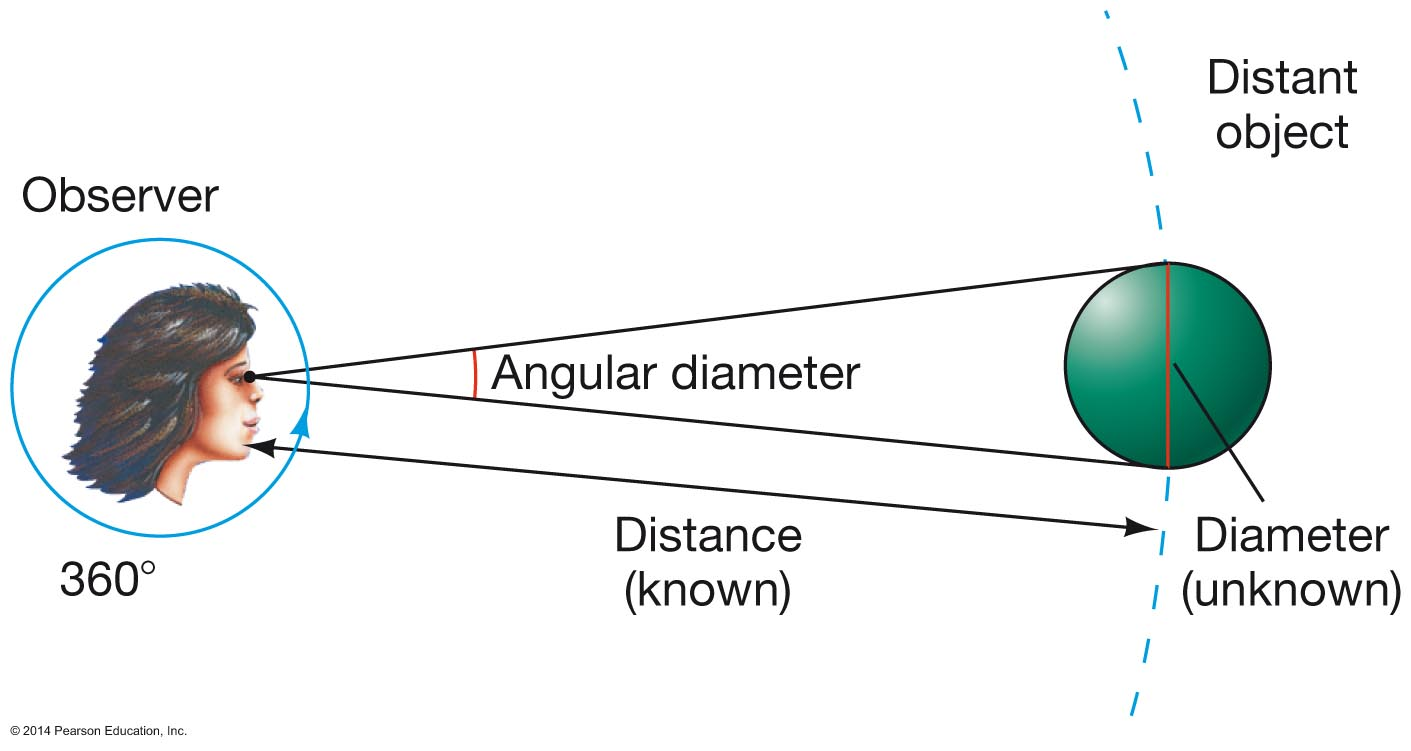 Distant
object
Observer
Angular diameter
Distance
(known)
Diameter
(unknown)
360°
© 2014 Pearson Education, Inc.